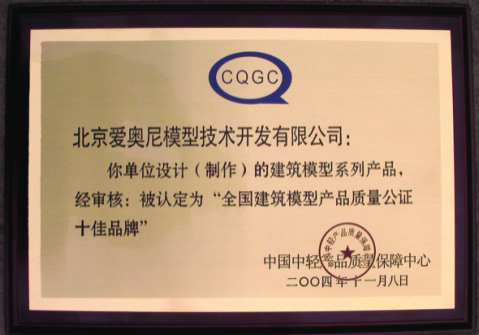 CQGC
北京爱奥尼模型技术开发有限公司：
你单位设计（制作）的建筑模型系列产品，
经审核：被认定为“全国建筑模型产品质量公证
十佳品牌”
中国中轻产品质量保障中心
二〇〇四年十一月八日